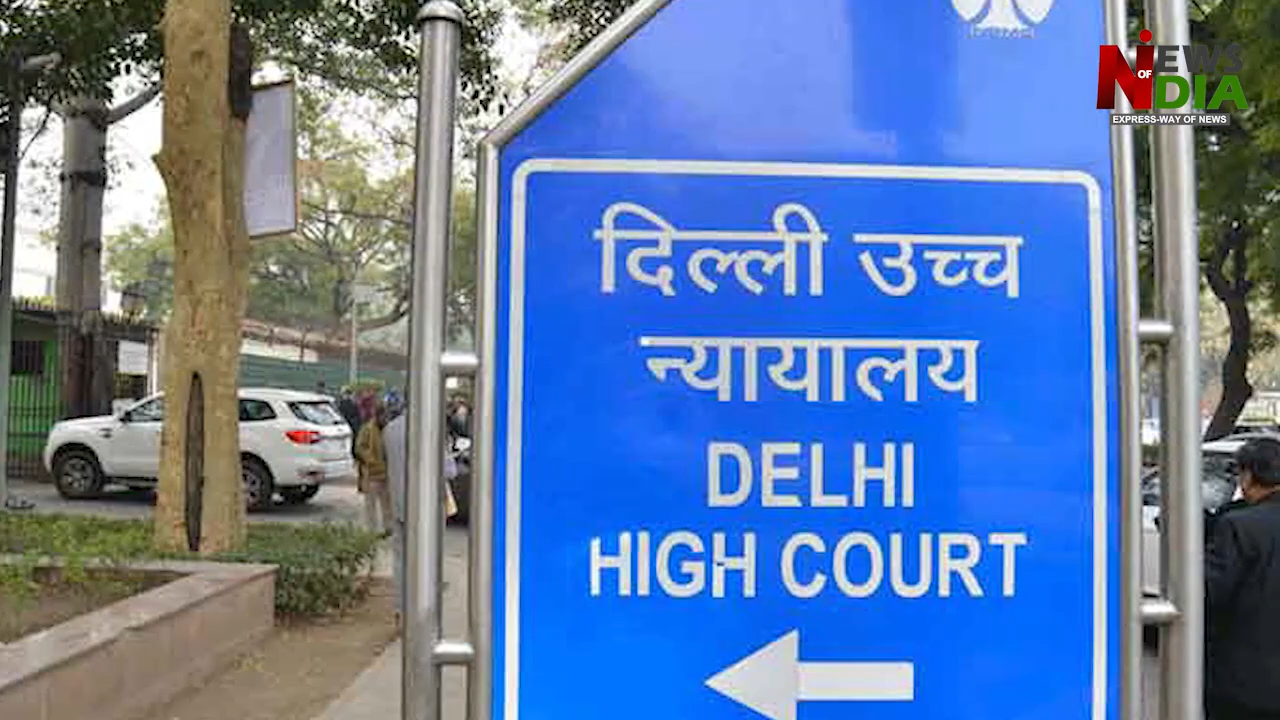 NEWS
OF
INDIA
EXPRESS-WAY OF NEWS
दिल्ली उच्च
न्यायालय
DELHI
HIGH COURT